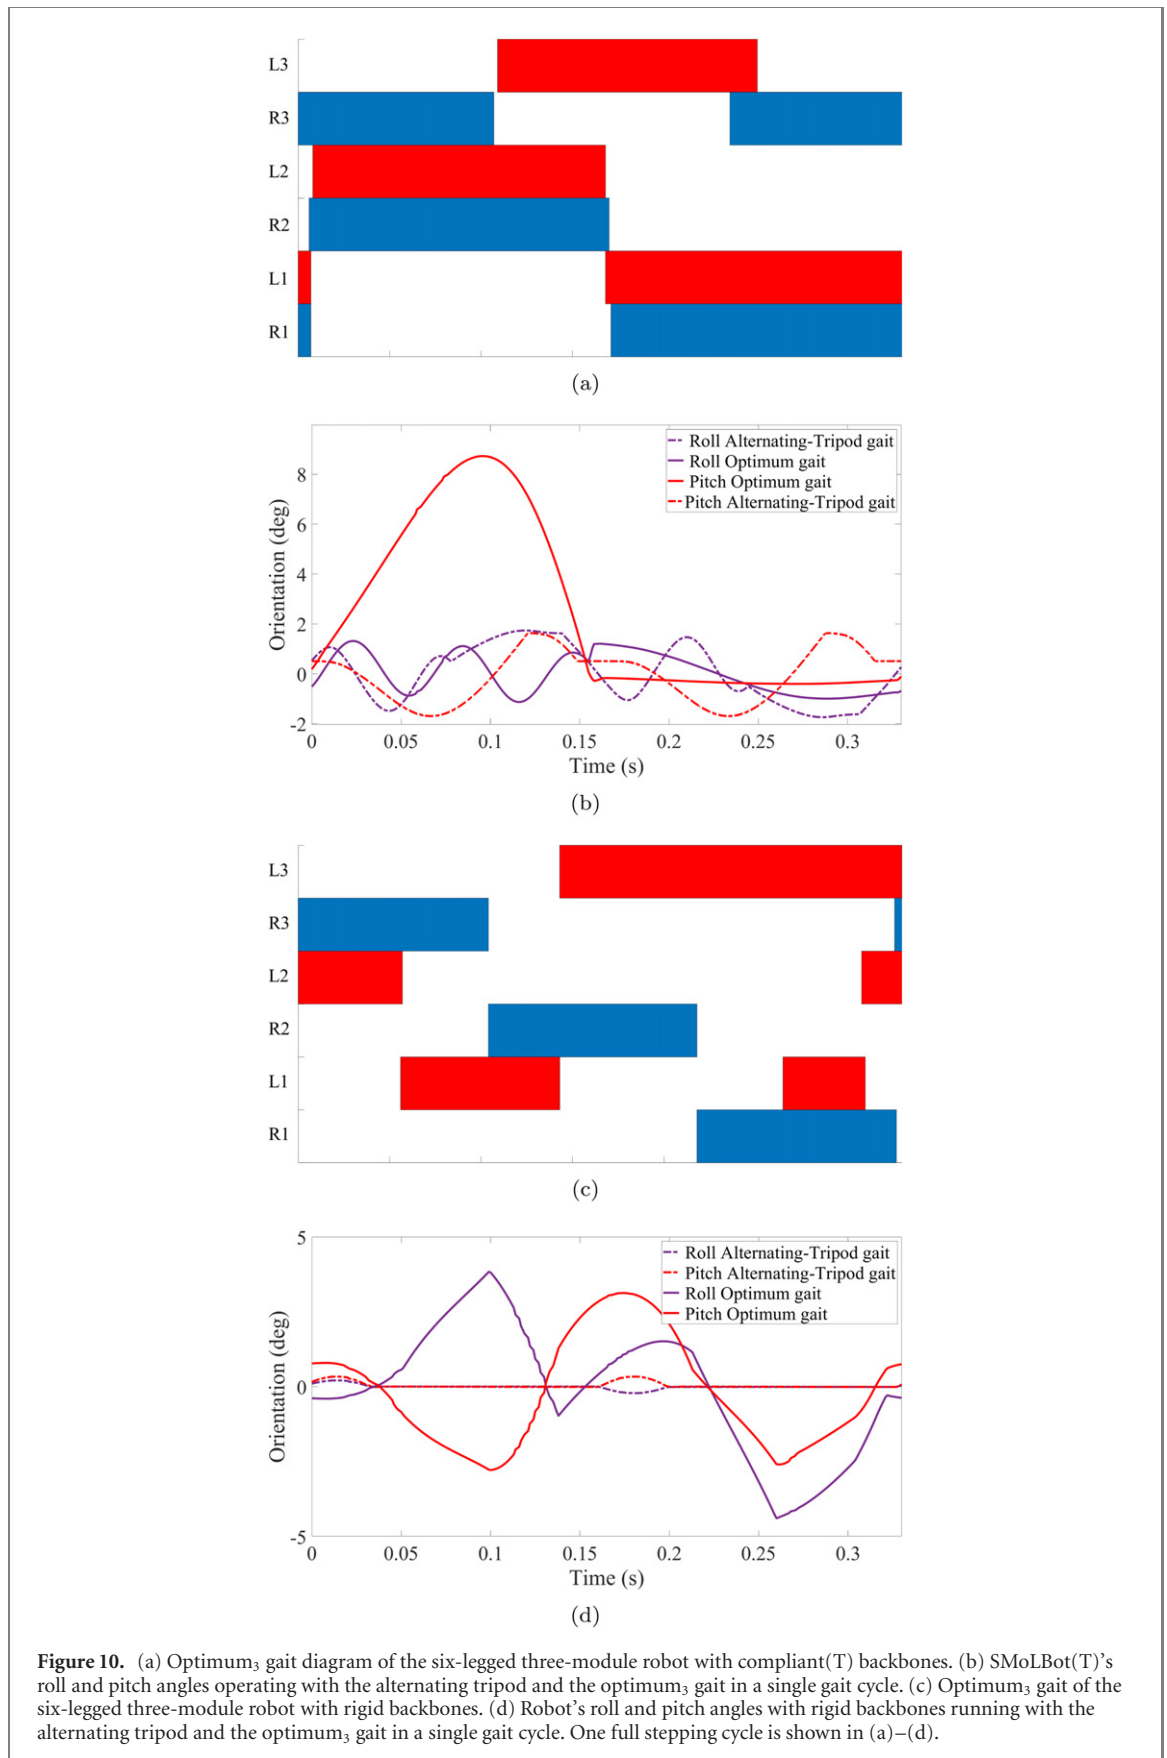 L3
R3
L2
R2
L1
R1
(a)
Roll Alternating-Tripod gait
Roll Optimum gait
Pitch Optimum gait
Pitch Alternating-Tripod gait
8
6
4
2
0
-2
Orientation (deg)
0 0.05 0.1 0.15 0.2 0.25 0.3
Time (s)
(b)
L3
R3
L2
R2
L1
R1
(c)
Roll Alternating-Tripod gait
Pitch Alternating-Tripod gait
Roll Optimum gait
Pitch Optimum gait
5
0
-5
Orientation (deg)
0 0.05 0.1 0.15 0.2 0.25 0.3
Time (s)
(d)
Figure 10. (a) Optimum₃ gait diagram of the six-legged three-module robot with compliant(T) backbones. (b) SMoLBot(T)'s
roll and pitch angles operating with the alternating tripod and the optimum₃ gait in a single gait cycle. (c) Optimum₃ gait of the
six-legged three-module robot with rigid backbones. (d) Robot's roll and pitch angles with rigid backbones running with the
alternating tripod and the optimum₃ gait in a single gait cycle. One full stepping cycle is shown in (a)–(d).